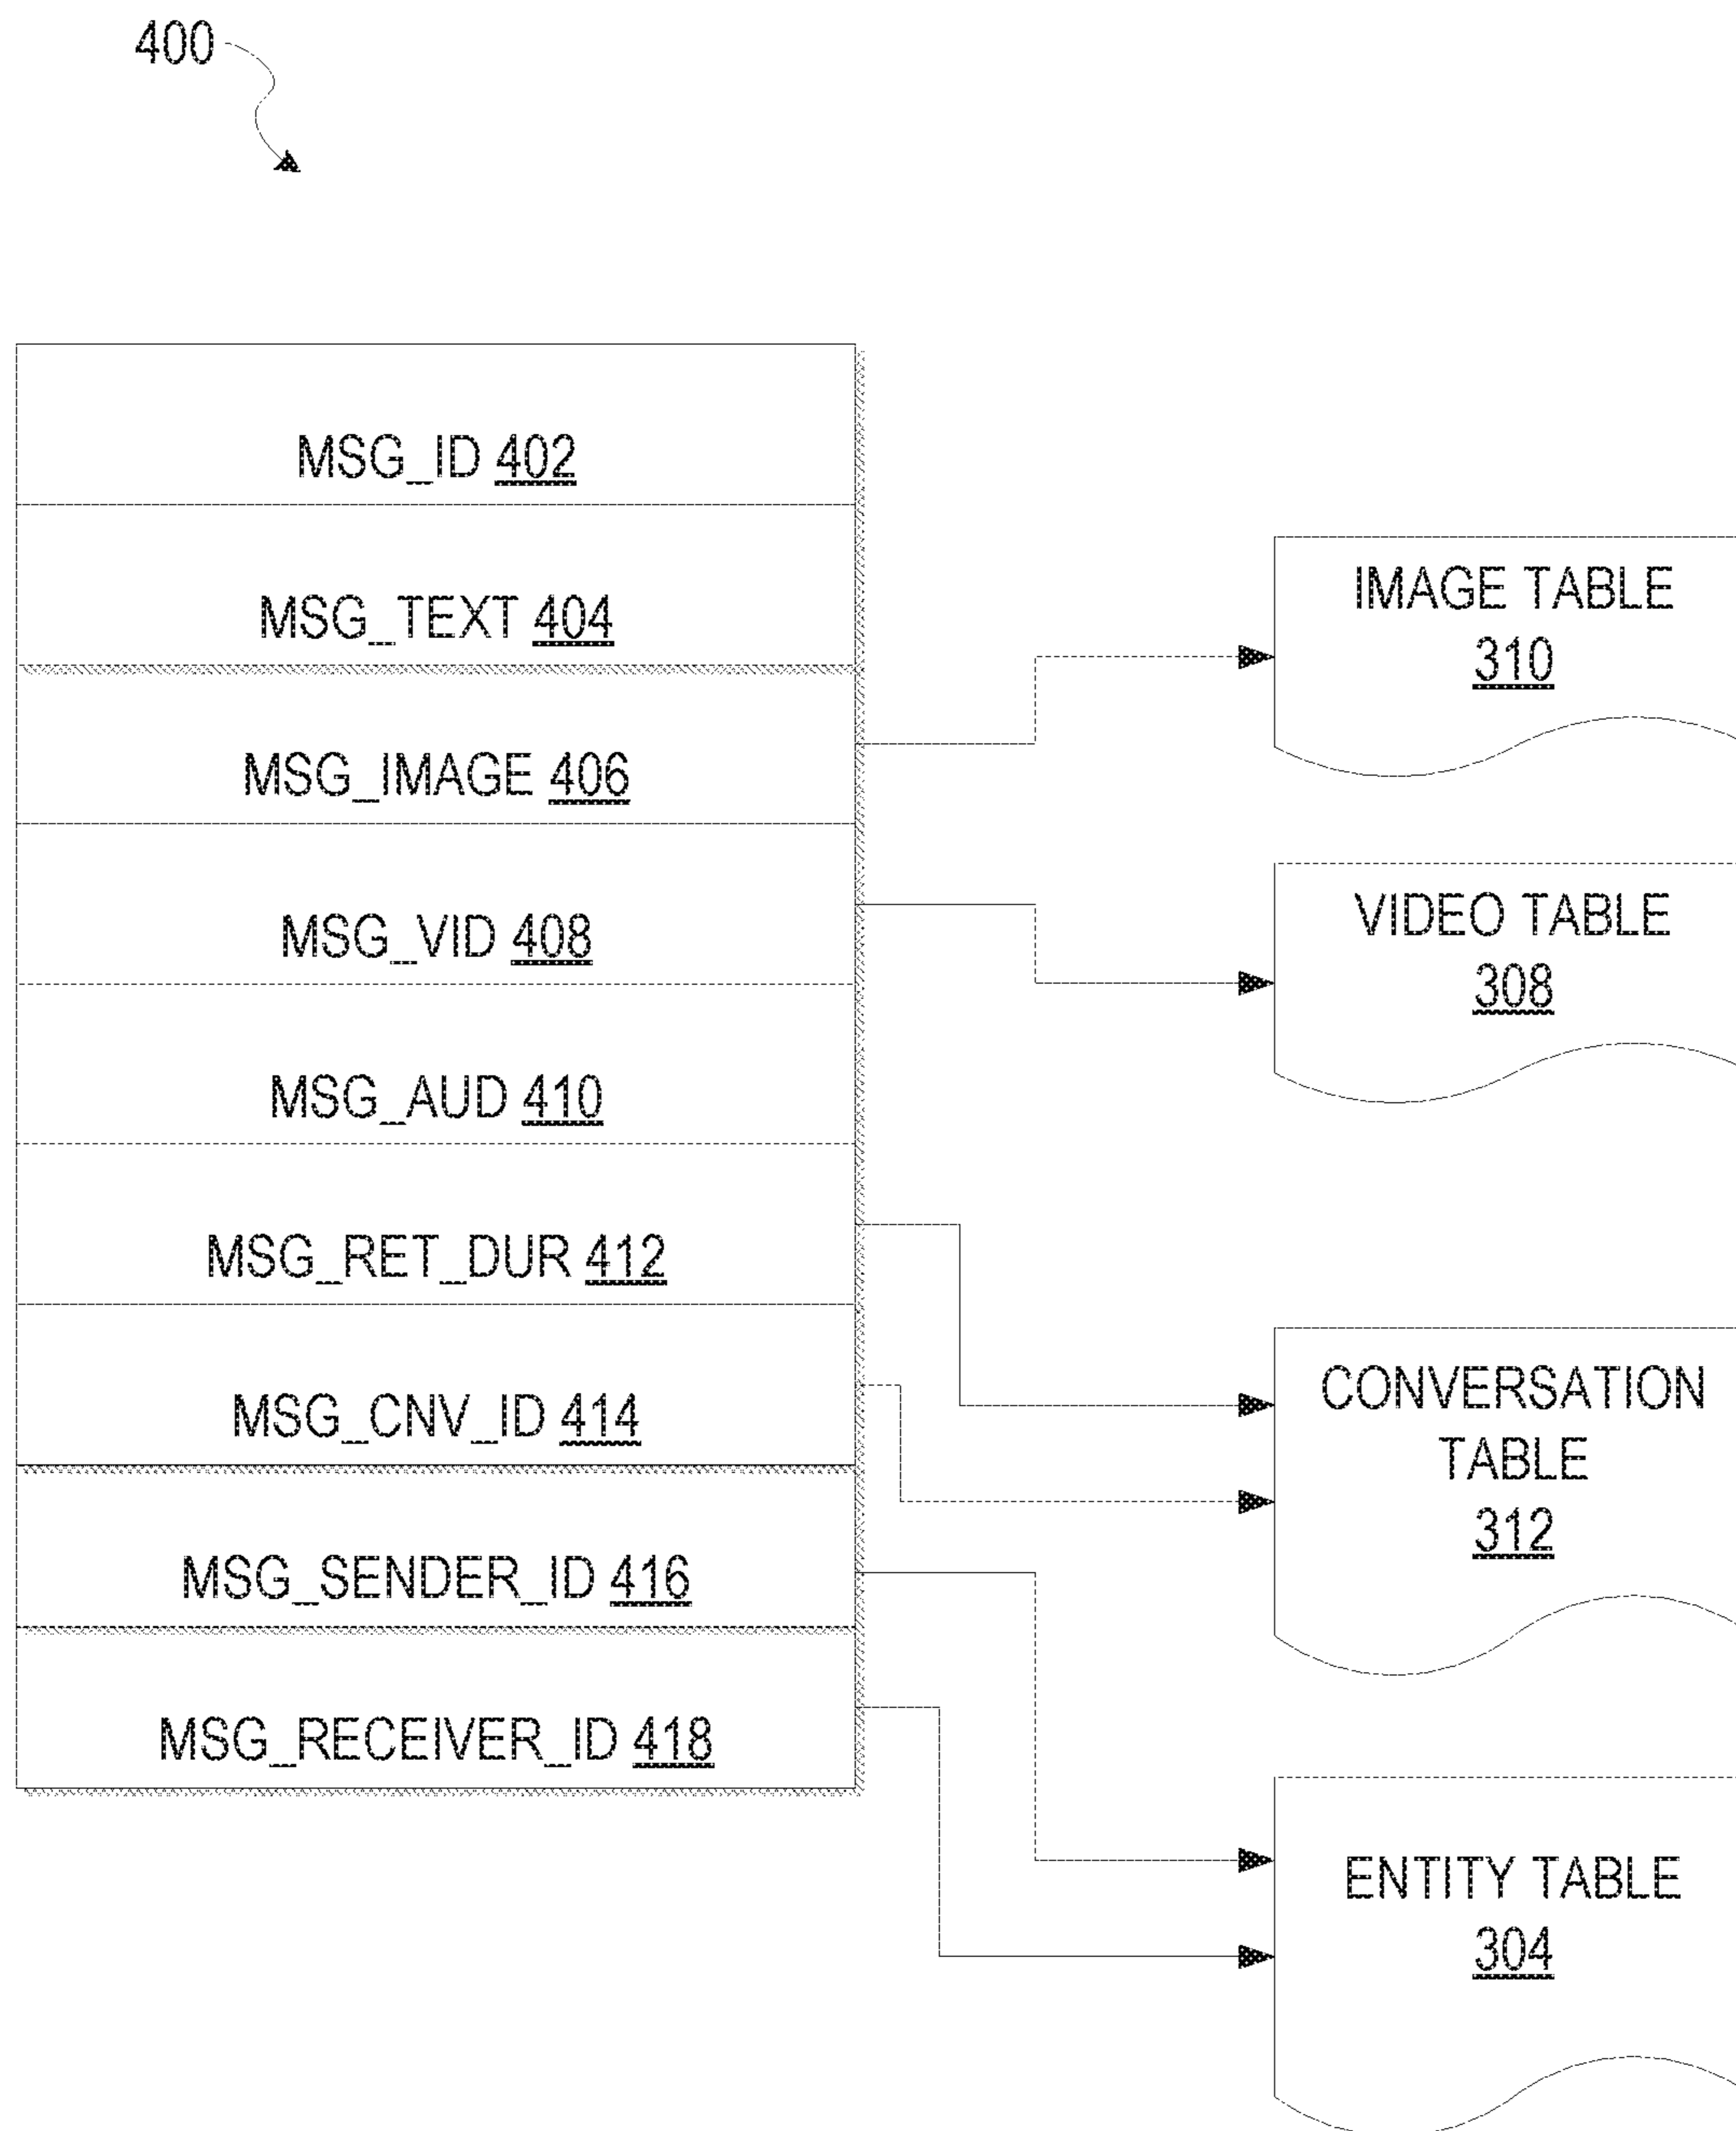 400
MSG_ID 402
MSG_TEXT 404
MSG_IMAGE 406
MSG_VID 408
MSG_AUD 410
MSG_RET_DUR 412
MSG_CNV_ID 414
MSG_SENDER_ID 416
MSG_RECEIVER_ID 418
IMAGE TABLE
310
VIDEO TABLE
308
CONVERSATION
TABLE
312
ENTITY TABLE
304